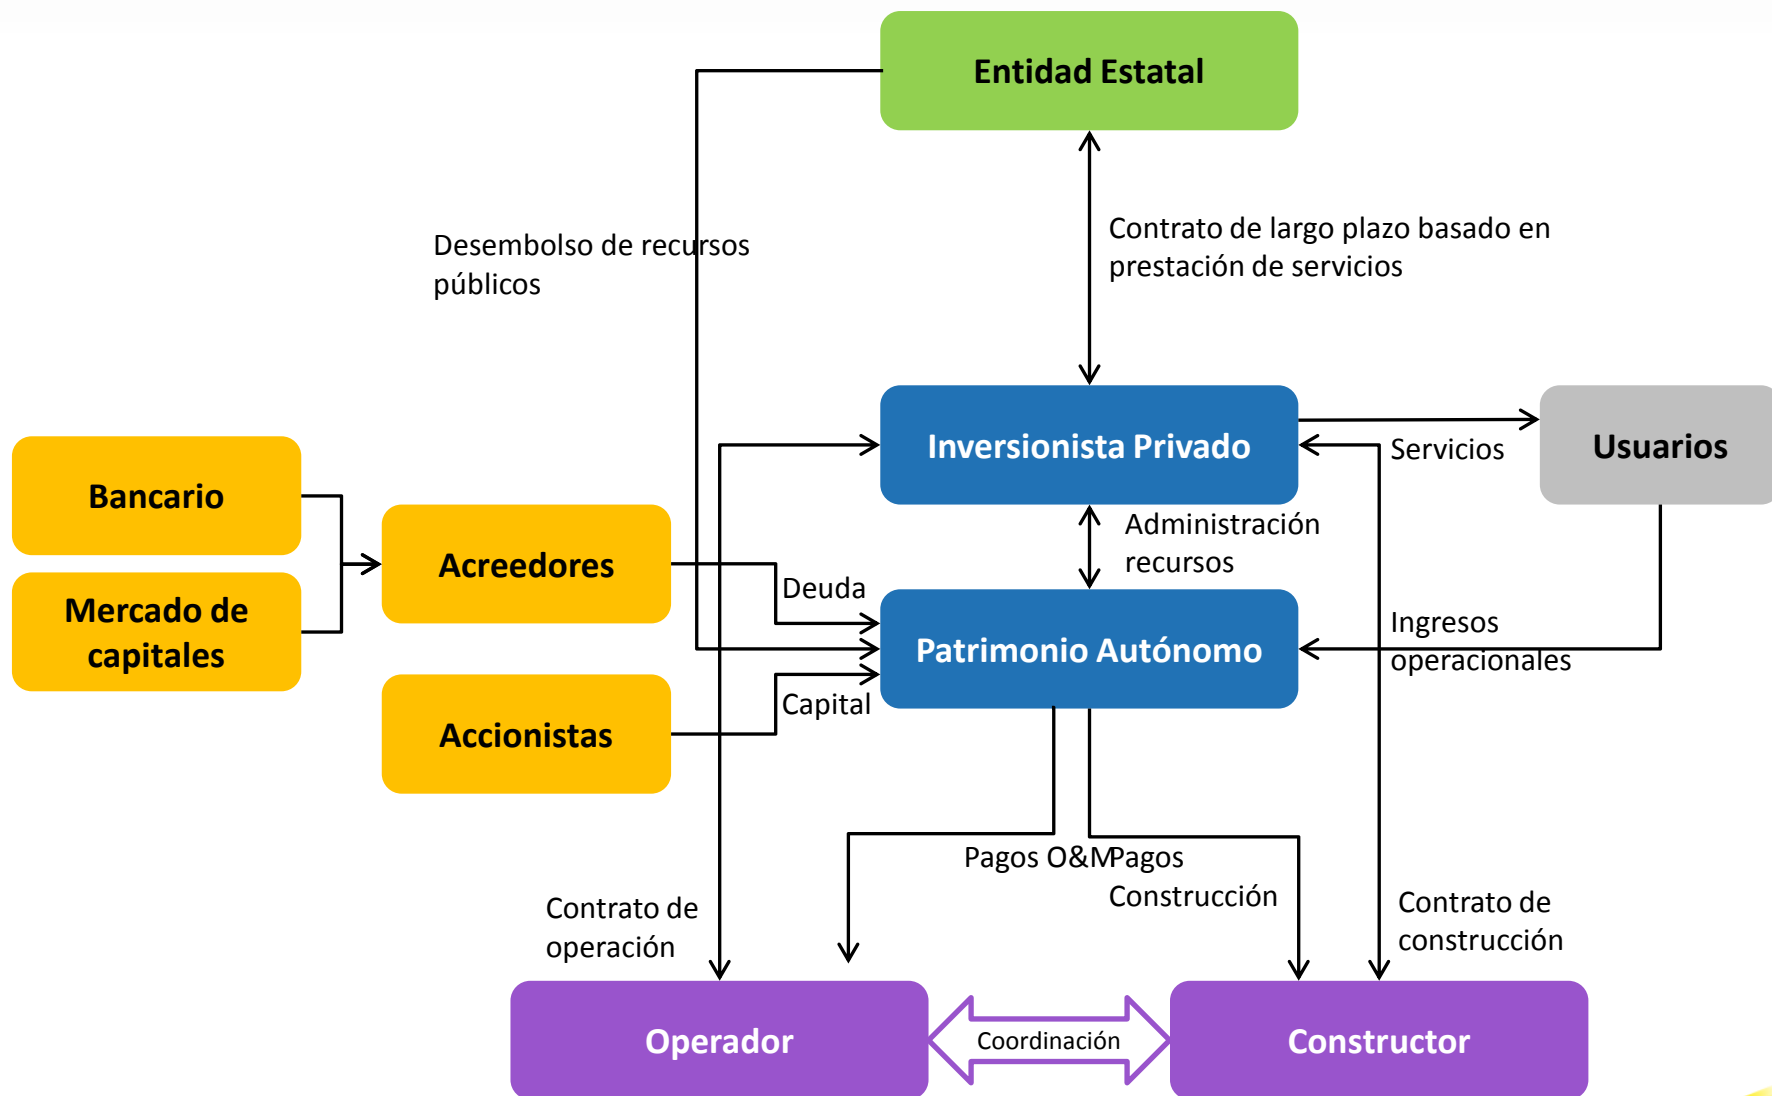 Entidad Estatal
Desembolso de recursos
públicos
Contrato de largo plazo basado en
prestación de servicios
Inversionista Privado
Servicios
Usuarios
Bancario
Mercado de
capitales
Acreedores
Administración
recursos
Deuda
Patrimonio Autónomo
Ingresos
operacionales
Capital
Accionistas
Pagos O&M
Pagos
Construcción
Contrato de
operación
Contrato de
construcción
Operador
Coordinación
Constructor